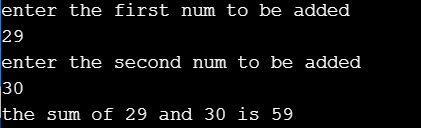 enter the first num to be added
29
enter the second num to be added
30
the sum of 29 and 30 is 59